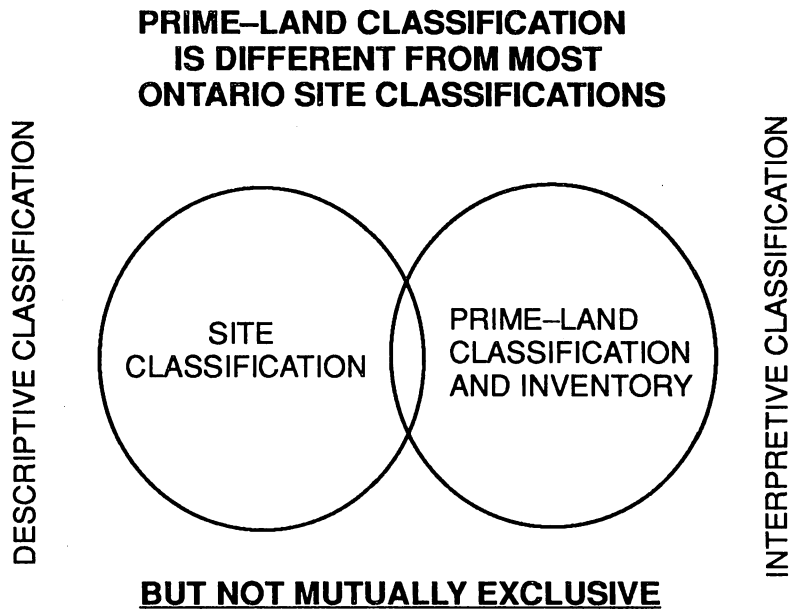 PRIME–LAND CLASSIFICATION
IS DIFFERENT FROM MOST
ONTARIO SITE CLASSIFICATIONS
DESCRIPTIVE CLASSIFICATION
SITE
CLASSIFICATION
PRIME–LAND
CLASSIFICATION
AND INVENTORY
INTERPRETIVE CLASSIFICATION
BUT NOT MUTUALLY EXCLUSIVE